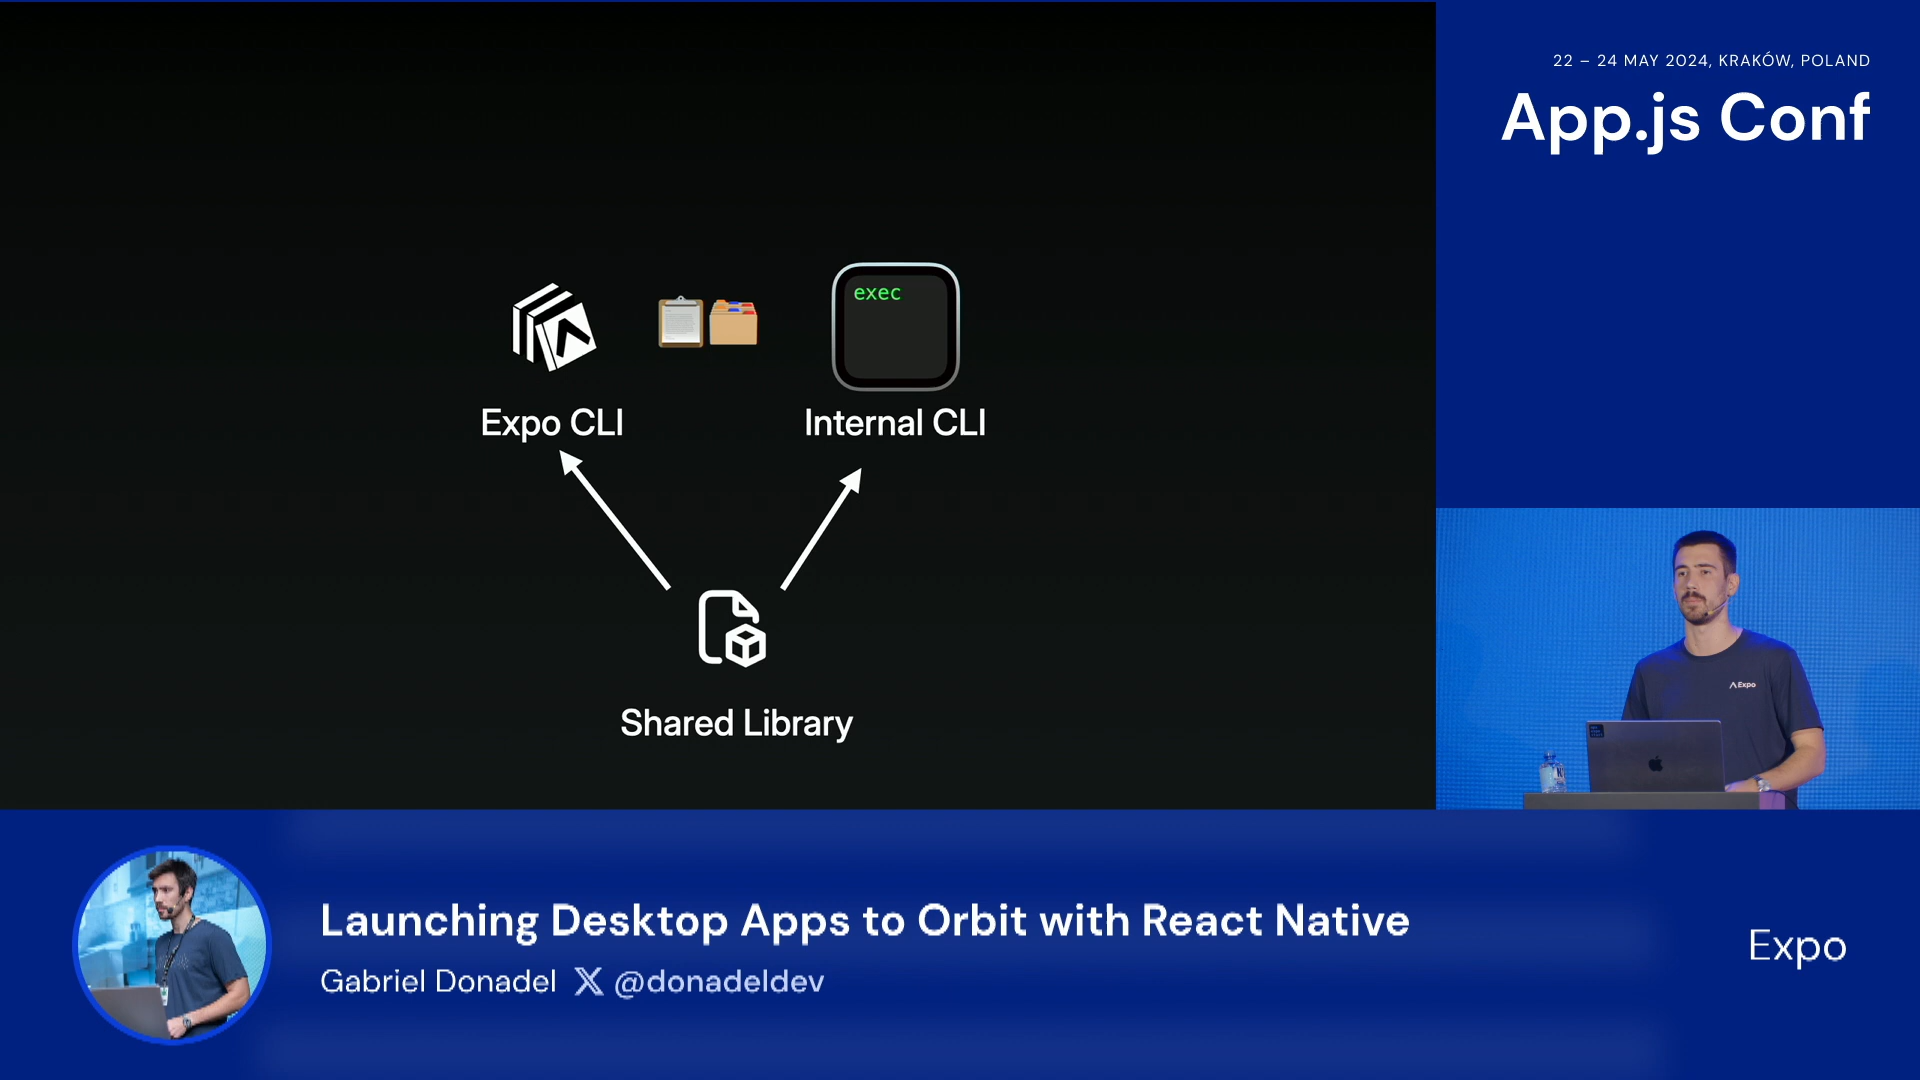 22 – 24 MAY 2024, KRAKÓW, POLAND
App.js Conf
exec
Expo CLI
Internal CLI
Shared Library
Expo
Launching Desktop Apps to Orbit with React Native
Gabriel Donadel X @donadeldev
Expo